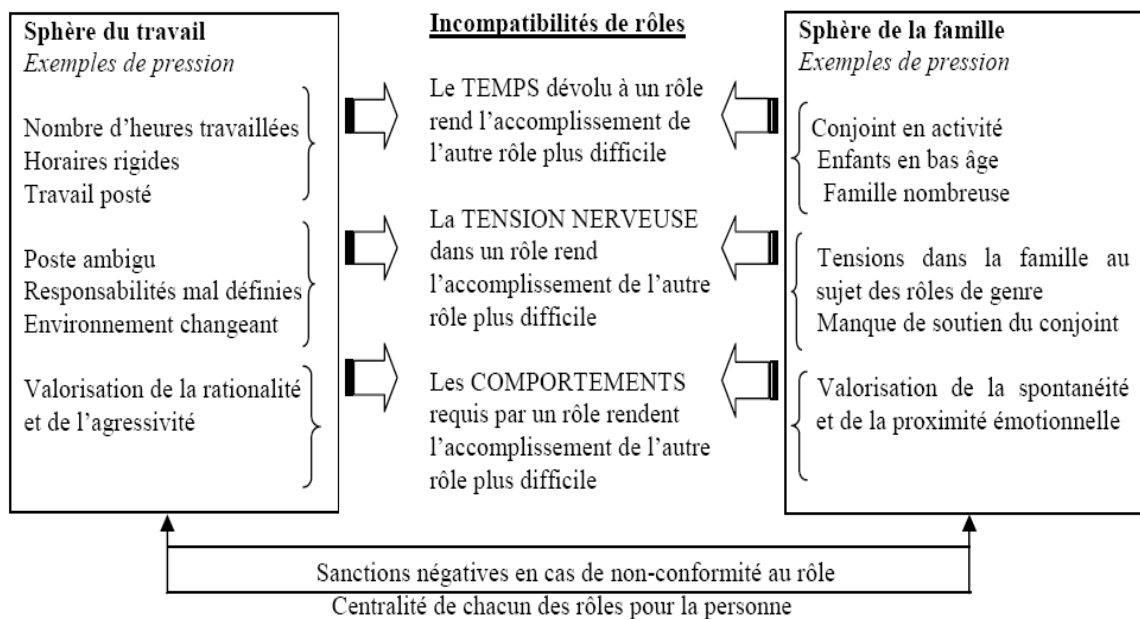 Sphère du travail
Exemples de pression
Nombre d'heures travaillées
Horaires rigides
Travail posté
Poste ambigu
Responsabilités mal définies
Environnement changeant
Valorisation de la rationalité
et de l'agressivité
Incompatibilités de rôles
Le TEMPS dévolu à un rôle
rend l'accomplissement de
l'autre rôle plus difficile
La TENSION NERVEUSE
dans un rôle rend
l'accomplissement de l'autre
rôle plus difficile
Les COMPORTEMENTS
requis par un rôle rendent
l'accomplissement de l'autre
rôle plus difficile
Sphère de la famille
Exemples de pression
Conjoint en activité
Enfants en bas âge
Famille nombreuse
Tensions dans la famille au
sujet des rôles de genre
Manque de soutien du conjoint
Valorisation de la spontanéité
et de la proximité émotionnelle
Sanctions négatives en cas de non-conformité au rôle
Centralité de chacun des rôles pour la personne